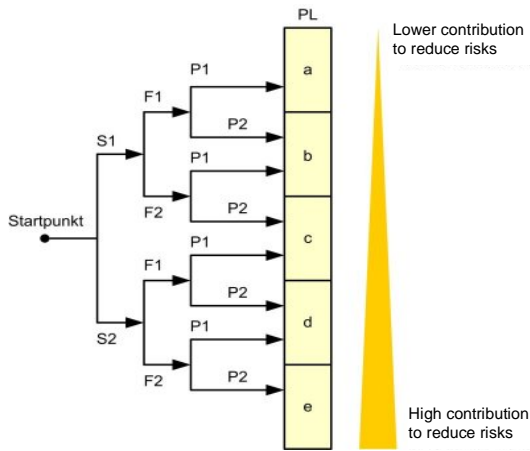 PL
Lower contribution
to reduce risks
a
P1
F1
P2
b
S1
P1
F2
P2
c
Startpunkt
P1
F1
P2
d
S2
P1
F2
P2
e
High contribution
to reduce risks